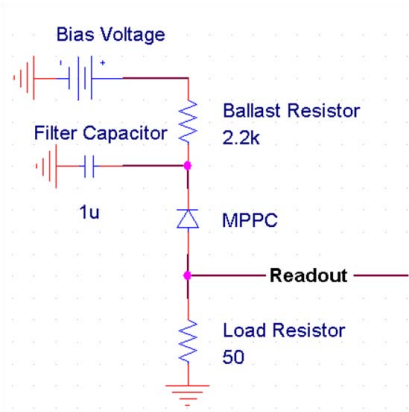 Bias Voltage
- +
Ballast Resistor
2.2k
Filter Capacitor
1u
MPPC
Readout
Load Resistor
50